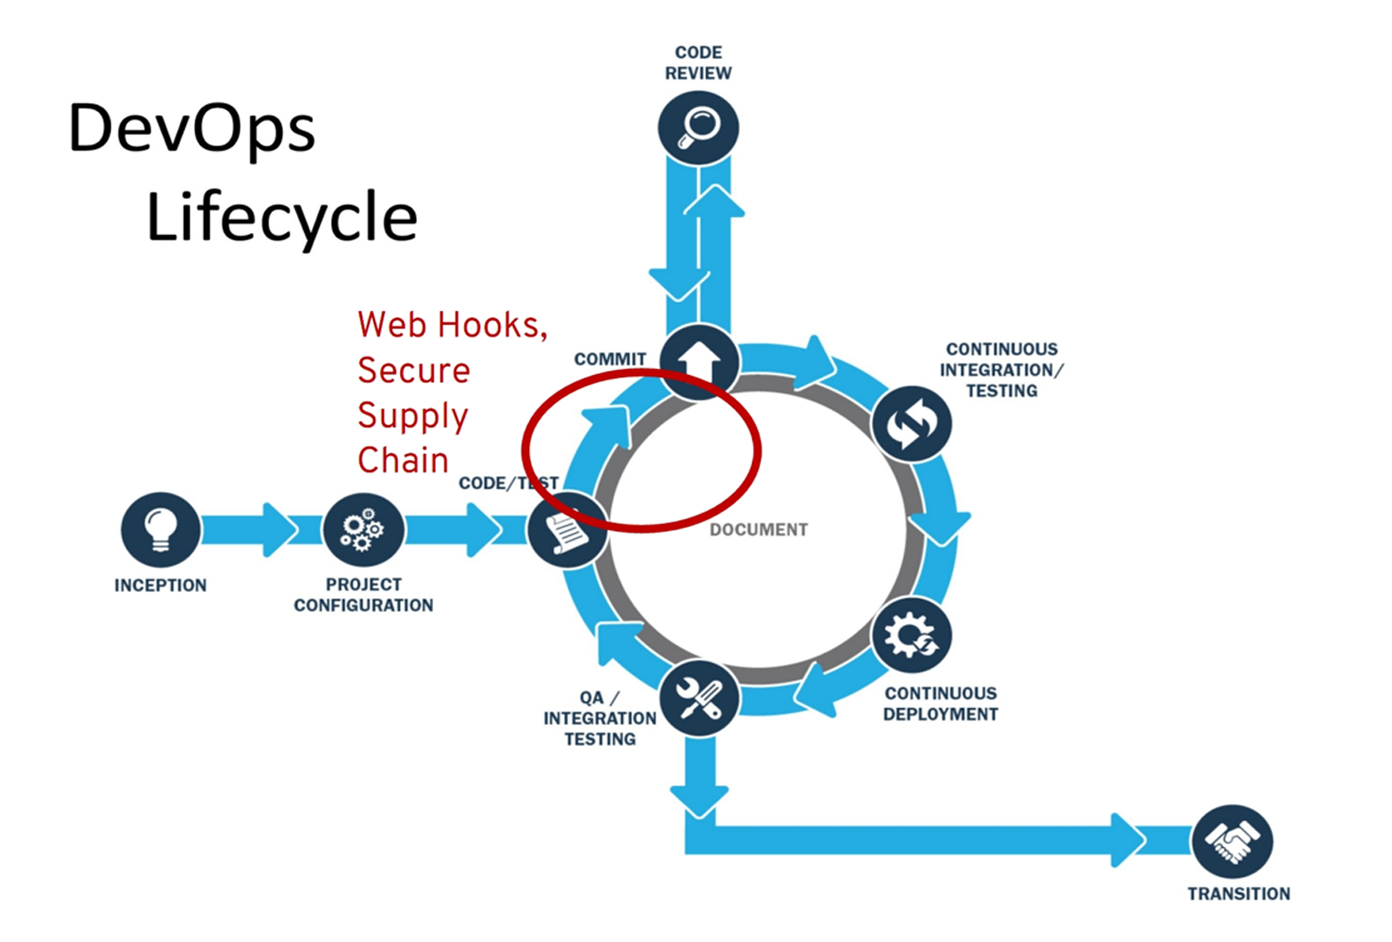 DevOps
Lifecycle
CODE
REVIEW
Web Hooks,
Secure
Supply
Chain
COMMIT
CONTINUOUS
INTEGRATION/
TESTING
CODE/TEST
DOCUMENT
INCEPTION
PROJECT
CONFIGURATION
QA /
INTEGRATION
TESTING
CONTINUOUS
DEPLOYMENT
TRANSITION